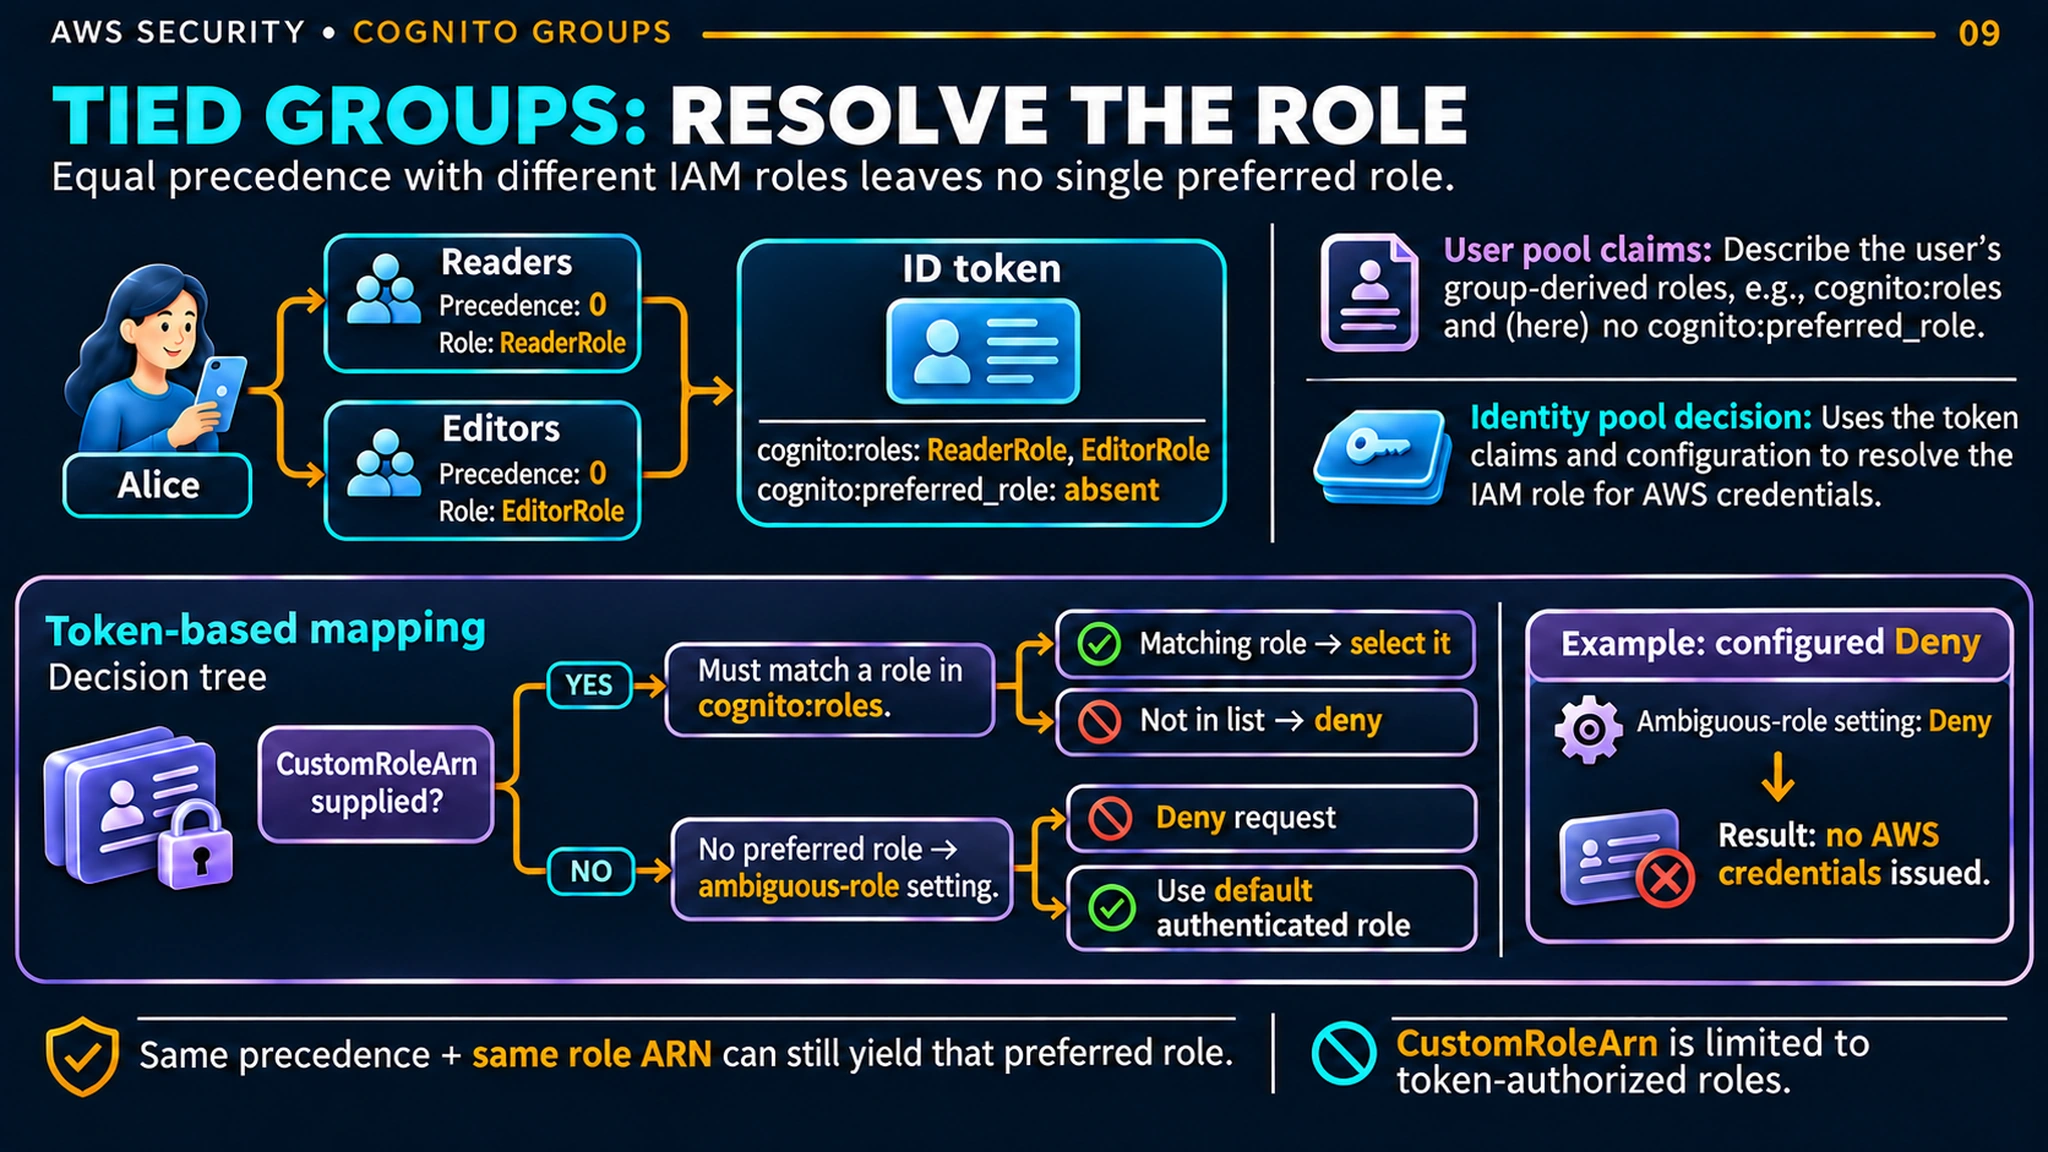 AWS SECURITY • COGNITO GROUPS
09
TIED GROUPS: RESOLVE THE ROLE
Equal precedence with different IAM roles leaves no single preferred role.
Alice
Readers
Precedence: 0
Role: ReaderRole
Editors
Precedence: 0
Role: EditorRole
ID token
cognito:roles: ReaderRole, EditorRole
cognito:preferred_role: absent
User pool claims: Describe the user's
group-derived roles, e.g., cognito:roles
and (here) no cognito:preferred_role.
Identity pool decision: Uses the token
claims and configuration to resolve the
IAM role for AWS credentials.
Token-based mapping
Decision tree
CustomRoleArn
supplied?
YES
Must match a role in
cognito:roles.
Matching role → select it
Not in list → deny
NO
No preferred role →
ambiguous-role setting.
Deny request
Use default
authenticated role
Example: configured Deny
Ambiguous-role setting: Deny
Result: no AWS
credentials issued.
Same precedence + same role ARN can still yield that preferred role.
CustomRoleArn is limited to
token-authorized roles.